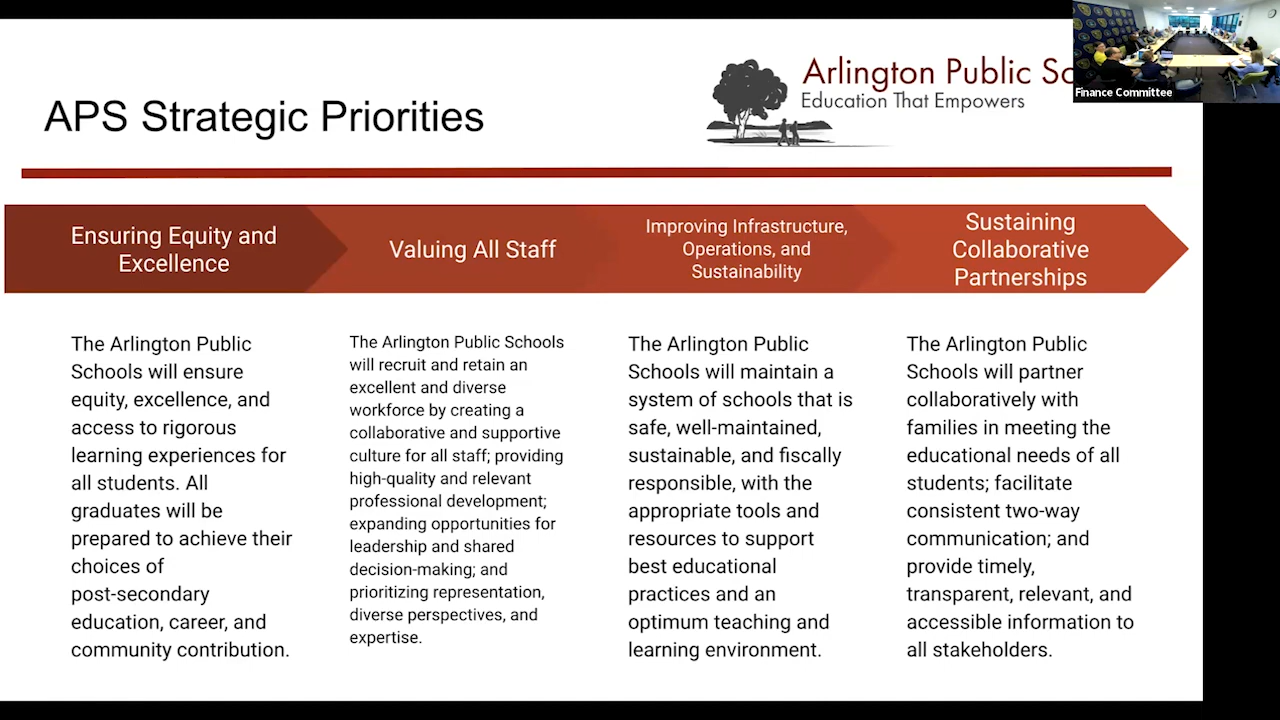 APS Strategic Priorities
Arlington Public
Education That Empowers
Finance Committee
Ensuring Equity and
Excellence
Valuing All Staff
Improving Infrastructure,
Operations, and
Sustainability
Sustaining
Collaborative
Partnerships
The Arlington Public
Schools will ensure
equity, excellence, and
access to rigorous
learning experiences for
all students. All
graduates will be
prepared to achieve their
choices of
post-secondary
education, career, and
community contribution.
The Arlington Public Schools
will recruit and retain an
excellent and diverse
workforce by creating a
collaborative and supportive
culture for all staff; providing
high-quality and relevant
professional development;
expanding opportunities for
leadership and shared
decision-making; and
prioritizing representation,
diverse perspectives, and
expertise.
The Arlington Public
Schools will maintain a
system of schools that is
safe, well-maintained,
sustainable, and fiscally
responsible, with the
appropriate tools and
resources to support
best educational
practices and an
optimum teaching and
learning environment.
The Arlington Public
Schools will partner
collaboratively with
families in meeting the
educational needs of all
students; facilitate
consistent two-way
communication; and
provide timely,
transparent, relevant, and
accessible information to
all stakeholders.